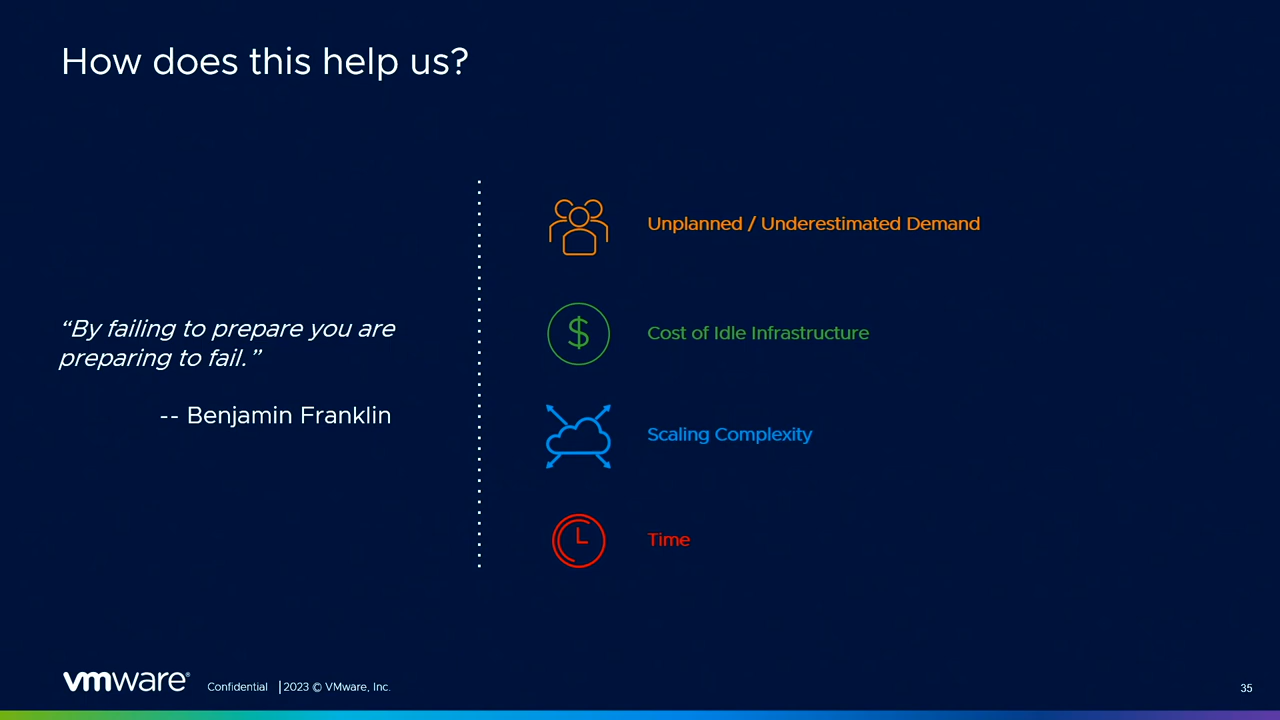 How does this help us?
“By failing to prepare you are
preparing to fail.”
-- Benjamin Franklin
Unplanned / Underestimated Demand
Cost of Idle Infrastructure
Scaling Complexity
Time
vmware®
Confidential | 2023 © VMware, Inc.
35